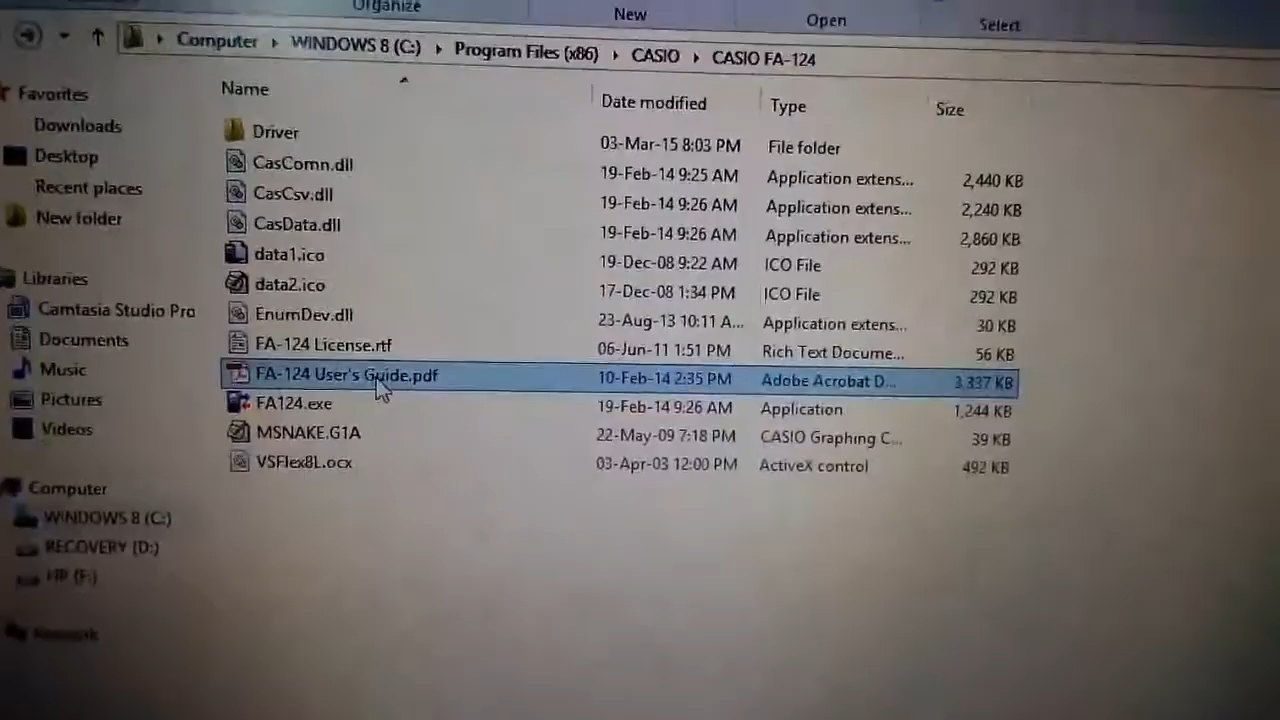 Organize New Open Select
Computer WINDOWS 8 (C:) Program Files (x86) CASIO CASIO FA-124
Name Date modified Type Size
Favorites
Downloads
Desktop
Recent places
New folder
Libraries
Camtasia Studio Pro
Documents
Music
Pictures
Videos
Computer
WINDOWS 8 (C:)
RECOVERY (D:)
HP (F:)
Driver 03-Mar-15 8:03 PM File folder
CasComn.dll 19-Feb-14 9:25 AM Application extens... 2,440 KB
CasCsv.dll 19-Feb-14 9:26 AM Application extens... 2,240 KB
CasData.dll 19-Feb-14 9:26 AM Application extens... 2,860 KB
data1.ico 19-Dec-08 9:22 AM ICO File 292 KB
data2.ico 17-Dec-08 1:34 PM ICO File 292 KB
EnumDev.dll 23-Aug-13 10:11 A... Application extens... 30 KB
FA-124 License.rtf 06-Jun-11 1:51 PM Rich Text Docume... 56 KB
FA-124 User's Guide.pdf 10-Feb-14 2:35 PM Adobe Acrobat D... 3,337 KB
FA124.exe 19-Feb-14 9:26 AM Application 1,244 KB
MSNAKE.G1A 22-May-09 7:18 PM CASIO Graphing C... 39 KB
VSFlex8L.ocx 03-Apr-03 12:00 PM ActiveX control 492 KB